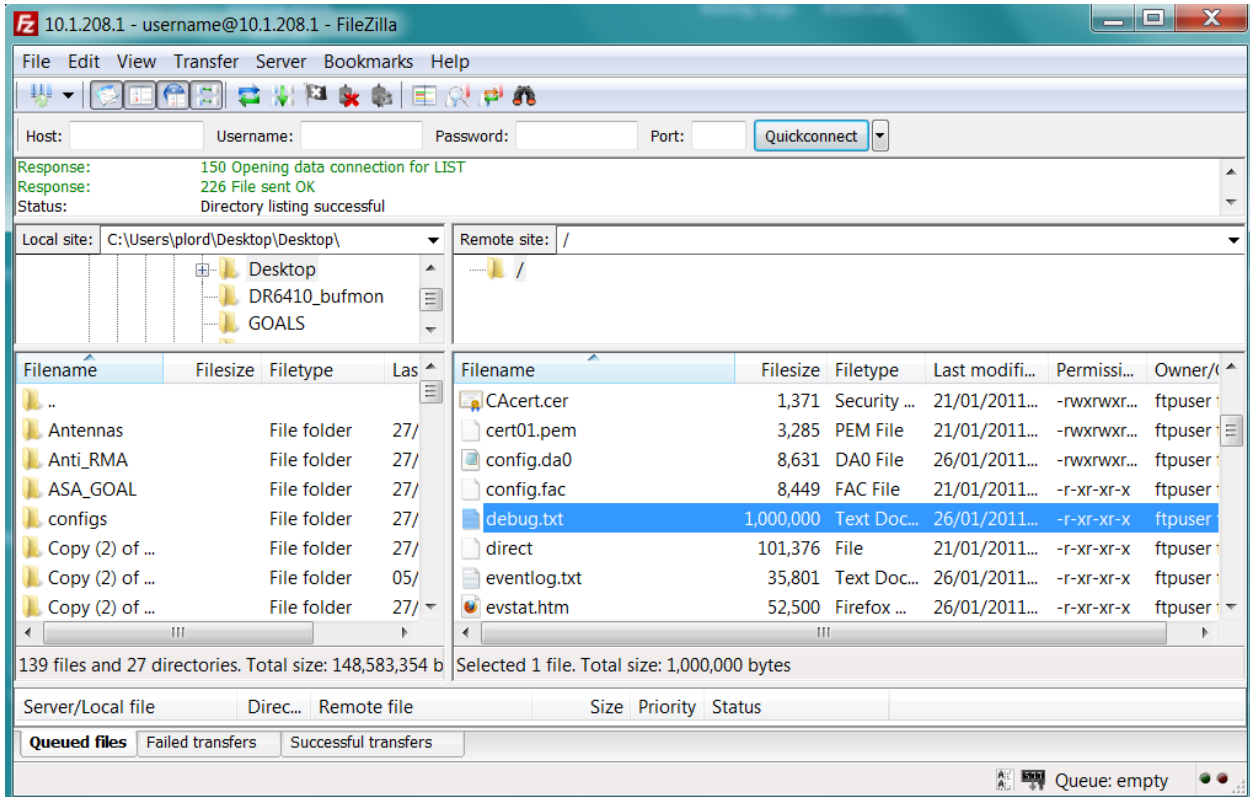 10.1.208.1 - username@10.1.208.1 - FileZilla
File Edit View Transfer Server Bookmarks Help
Host: Username: Password: Port: Quickconnect
Response: 150 Opening data connection for LIST
Response: 226 File sent OK
Status: Directory listing successful
Local site: C:\Users\plord\Desktop\Desktop\
Desktop
DR6410_bufmon
GOALS
Remote site: /
/
Filename Filesize Filetype Las
..
Antennas File folder 27/
Anti_RMA File folder 27/
ASA_GOAL File folder 27/
configs File folder 27/
Copy (2) of ... File folder 27/
Copy (2) of ... File folder 05/
Copy (2) of ... File folder 27/
139 files and 27 directories. Total size: 148,583,354 b
Filename Filesize Filetype Last modifi... Permissi... Owner/
CAcert.cer 1,371 Security ... 21/01/2011... -rwxrwxr... ftpuser
cert01.pem 3,285 PEM File 21/01/2011... -rwxrwxr... ftpuser
config.da0 8,631 DA0 File 26/01/2011... -rwxrwxr... ftpuser
config.fac 8,449 FAC File 21/01/2011... -r-xr-xr-x ftpuser
debug.txt 1,000,000 Text Doc... 26/01/2011... -r-xr-xr-x ftpuser
direct 101,376 File 21/01/2011... -r-xr-xr-x ftpuser
eventlog.txt 35,801 Text Doc... 26/01/2011... -r-xr-xr-x ftpuser
evstat.htm 52,500 Firefox ... 26/01/2011... -r-xr-xr-x ftpuser
Selected 1 file. Total size: 1,000,000 bytes
Server/Local file Direc... Remote file Size Priority Status
Queued files Failed transfers Successful transfers
Queue: empty